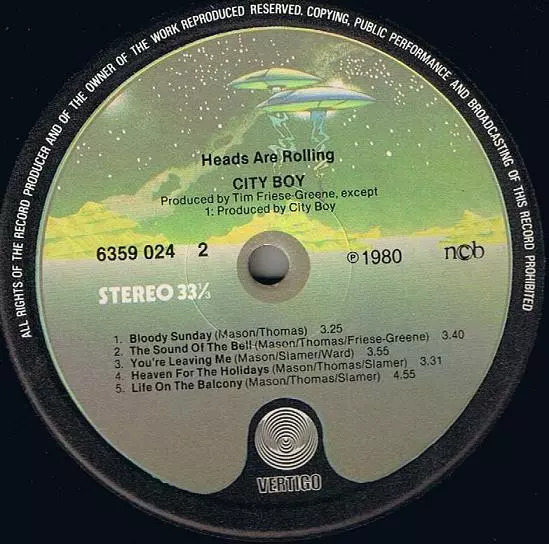 ALL RIGHTS OF THE RECORD PRODUCER AND OF THE OWNER OF THE WORK REPRODUCED RESERVED. COPYING, PUBLIC PERFORMANCE AND BROADCASTING OF THIS RECORD PROHIBITED
Heads Are Rolling
CITY BOY
Produced by Tim Friese-Greene, except
1: Produced by City Boy
6359 024 2 ℗ 1980 ncb
STEREO 33⅓
1. Bloody Sunday (Mason/Thomas) 3.25
2. The Sound Of The Bell (Mason/Thomas/Friese-Greene) 3.40
3. You're Leaving Me (Mason/Slamer/Ward) 3.55
4. Heaven For The Holidays (Mason/Thomas/Slamer) 3.31
5. Life On The Balcony (Mason/Thomas/Slamer) 4.55
VERTIGO